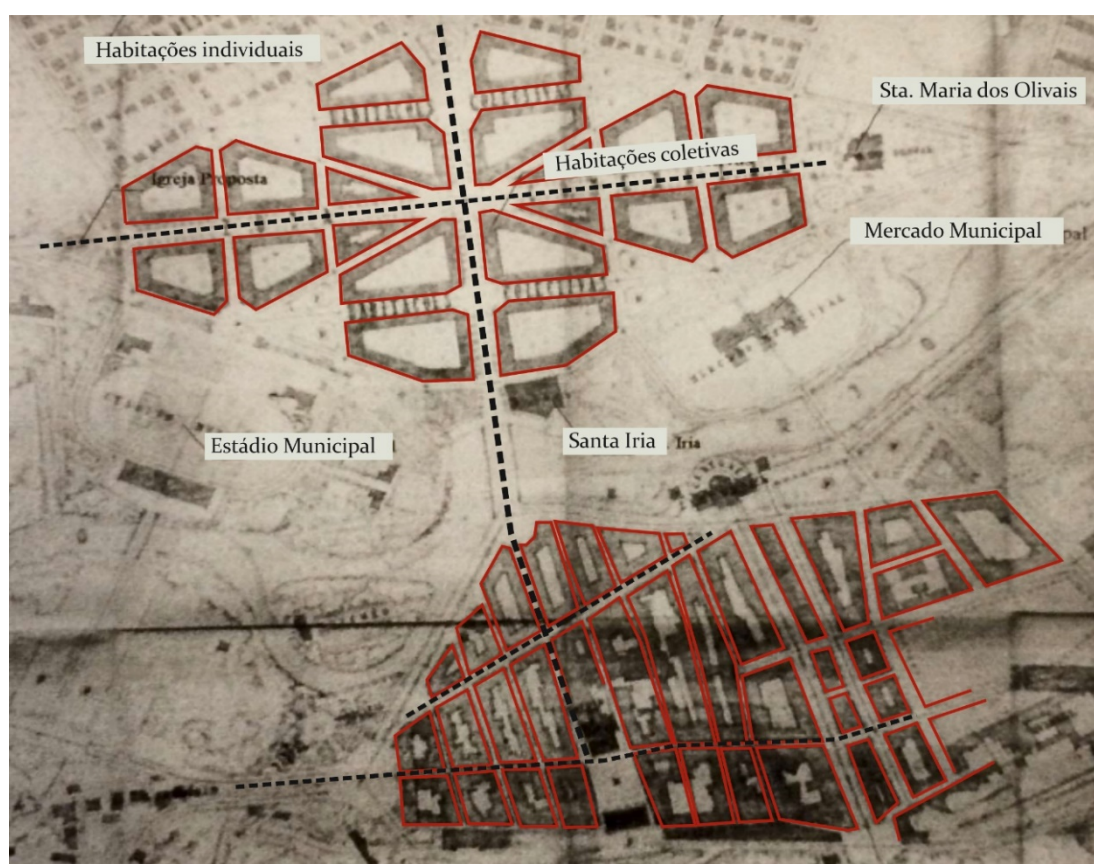 Habitações individuais
Sta. Maria dos Olivais
Habitações coletivas
Igreja Proposta
Mercado Municipal
Estádio Municipal
Santa Iria
Iria